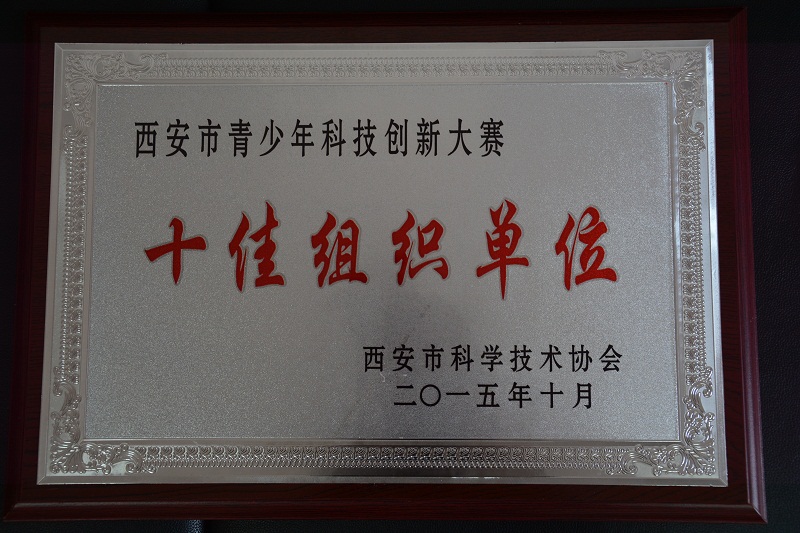 西安市青少年科技创新大赛
十佳组织单位
西安市科学技术协会
二〇一五年十月